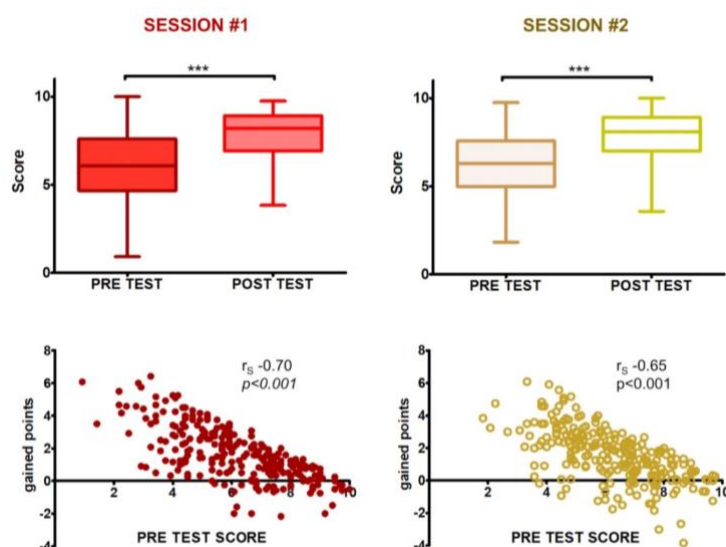 SESSION #1
SESSION #2
***
***
10
5
0
Score
PRE TEST
POST TEST
10
5
0
Score
PRE TEST
POST TEST
8
6
4
2
0
-2
-4
gained points
2
4
6
8
10
r_S -0.70
p<0.001
PRE TEST SCORE
8
6
4
2
0
-2
-4
gained points
2
4
6
8
10
r_S -0.65
p<0.001
PRE TEST SCORE